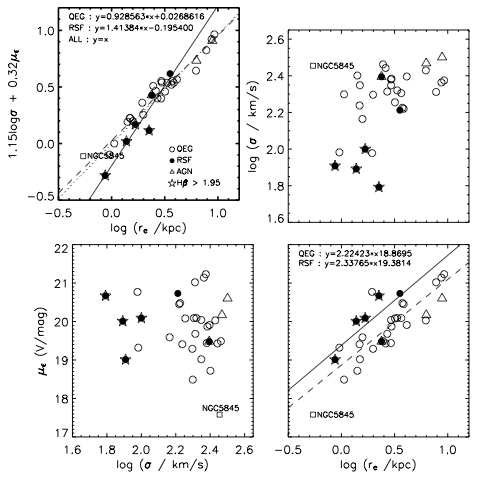 QEG : y=0.928563*x+0.0268616
RSF : y=1.41384*x−0.195400
ALL : y=x
1.15logσ + 0.32μe
1.0
0.5
0.0
−0.5
NGC5845
QEG
RSF
AGN
Hβ > 1.95
−0.5 0.0 0.5 1.0
log (re /kpc)
log (σ / km/s)
2.6
2.4
2.2
2.0
1.8
1.6
NGC5845
μe (V/mag)
22
21
20
19
18
17
NGC5845
1.6 1.8 2.0 2.2 2.4 2.6
log (σ / km/s)
QEG : y=2.22423*x+18.8695
RSF : y=2.33765*x+19.3814
NGC5845
−0.5 0.0 0.5 1.0
log (re /kpc)